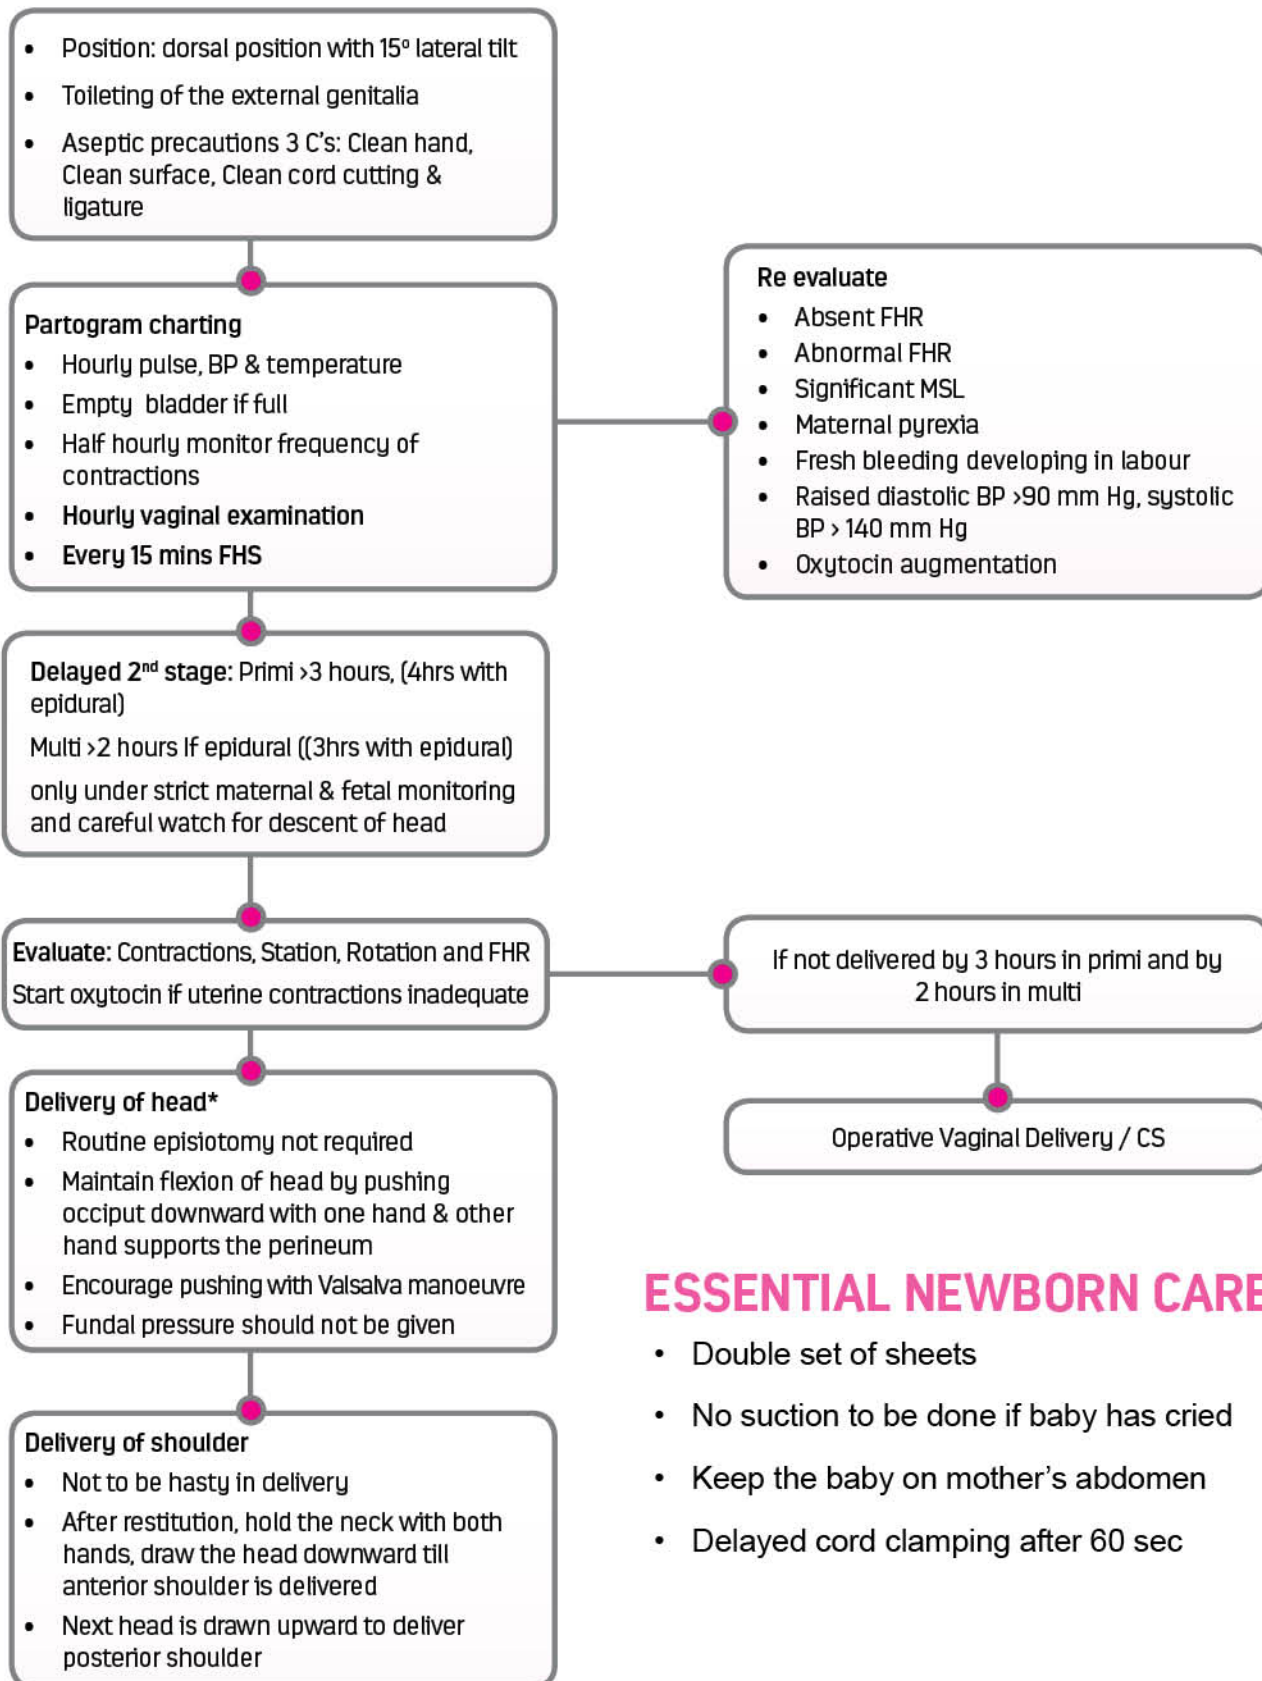 • Position: dorsal position with 15º lateral tilt
• Toileting of the external genitalia
• Aseptic precautions 3 C's: Clean hand,
Clean surface, Clean cord cutting &
ligature
Partogram charting
• Hourly pulse, BP & temperature
• Empty bladder if full
• Half hourly monitor frequency of
contractions
• Hourly vaginal examination
• Every 15 mins FHS
Re evaluate
• Absent FHR
• Abnormal FHR
• Significant MSL
• Maternal pyrexia
• Fresh bleeding developing in labour
• Raised diastolic BP >90 mm Hg, systolic
BP > 140 mm Hg
• Oxytocin augmentation
Delayed 2nd stage: Primi >3 hours, (4hrs with
epidural)
Multi >2 hours If epidural ((3hrs with epidural)
only under strict maternal & fetal monitoring
and careful watch for descent of head
Evaluate: Contractions, Station, Rotation and FHR
Start oxytocin if uterine contractions inadequate
If not delivered by 3 hours in primi and by
2 hours in multi
Operative Vaginal Delivery / CS
Delivery of head*
• Routine episiotomy not required
• Maintain flexion of head by pushing
occiput downward with one hand & other
hand supports the perineum
• Encourage pushing with Valsalva manoeuvre
• Fundal pressure should not be given
Delivery of shoulder
• Not to be hasty in delivery
• After restitution, hold the neck with both
hands, draw the head downward till
anterior shoulder is delivered
• Next head is drawn upward to deliver
posterior shoulder
ESSENTIAL NEWBORN CARE
• Double set of sheets
• No suction to be done if baby has cried
• Keep the baby on mother's abdomen
• Delayed cord clamping after 60 sec